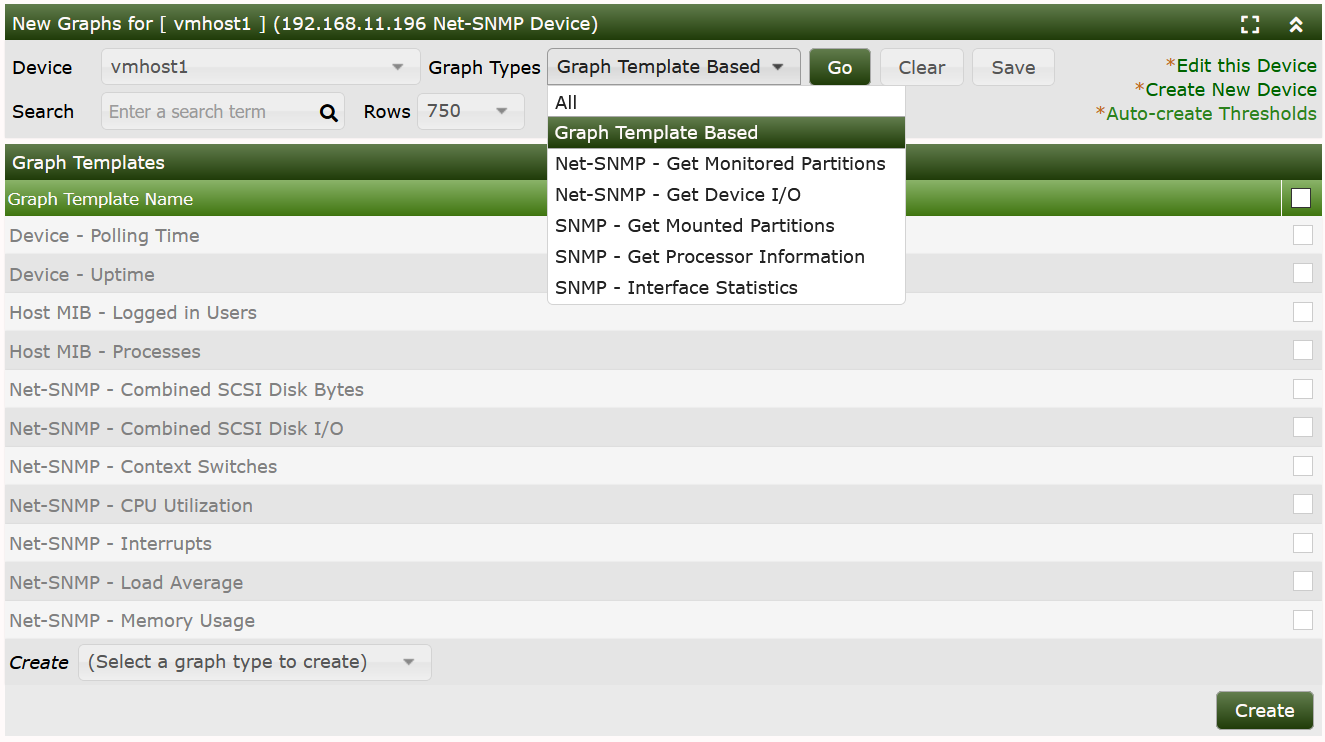 New Graphs for [ vmhost1 ] (192.168.11.196 Net-SNMP Device)
Device vmhost1 Graph Types Graph Template Based Go Clear Save
*Edit this Device
*Create New Device
*Auto-create Thresholds
Search Enter a search term Rows 750
All
Graph Template Based
Net-SNMP - Get Monitored Partitions
Net-SNMP - Get Device I/O
SNMP - Get Mounted Partitions
SNMP - Get Processor Information
SNMP - Interface Statistics
Graph Templates
Graph Template Name
Device - Polling Time
Device - Uptime
Host MIB - Logged in Users
Host MIB - Processes
Net-SNMP - Combined SCSI Disk Bytes
Net-SNMP - Combined SCSI Disk I/O
Net-SNMP - Context Switches
Net-SNMP - CPU Utilization
Net-SNMP - Interrupts
Net-SNMP - Load Average
Net-SNMP - Memory Usage
Create (Select a graph type to create)
Create